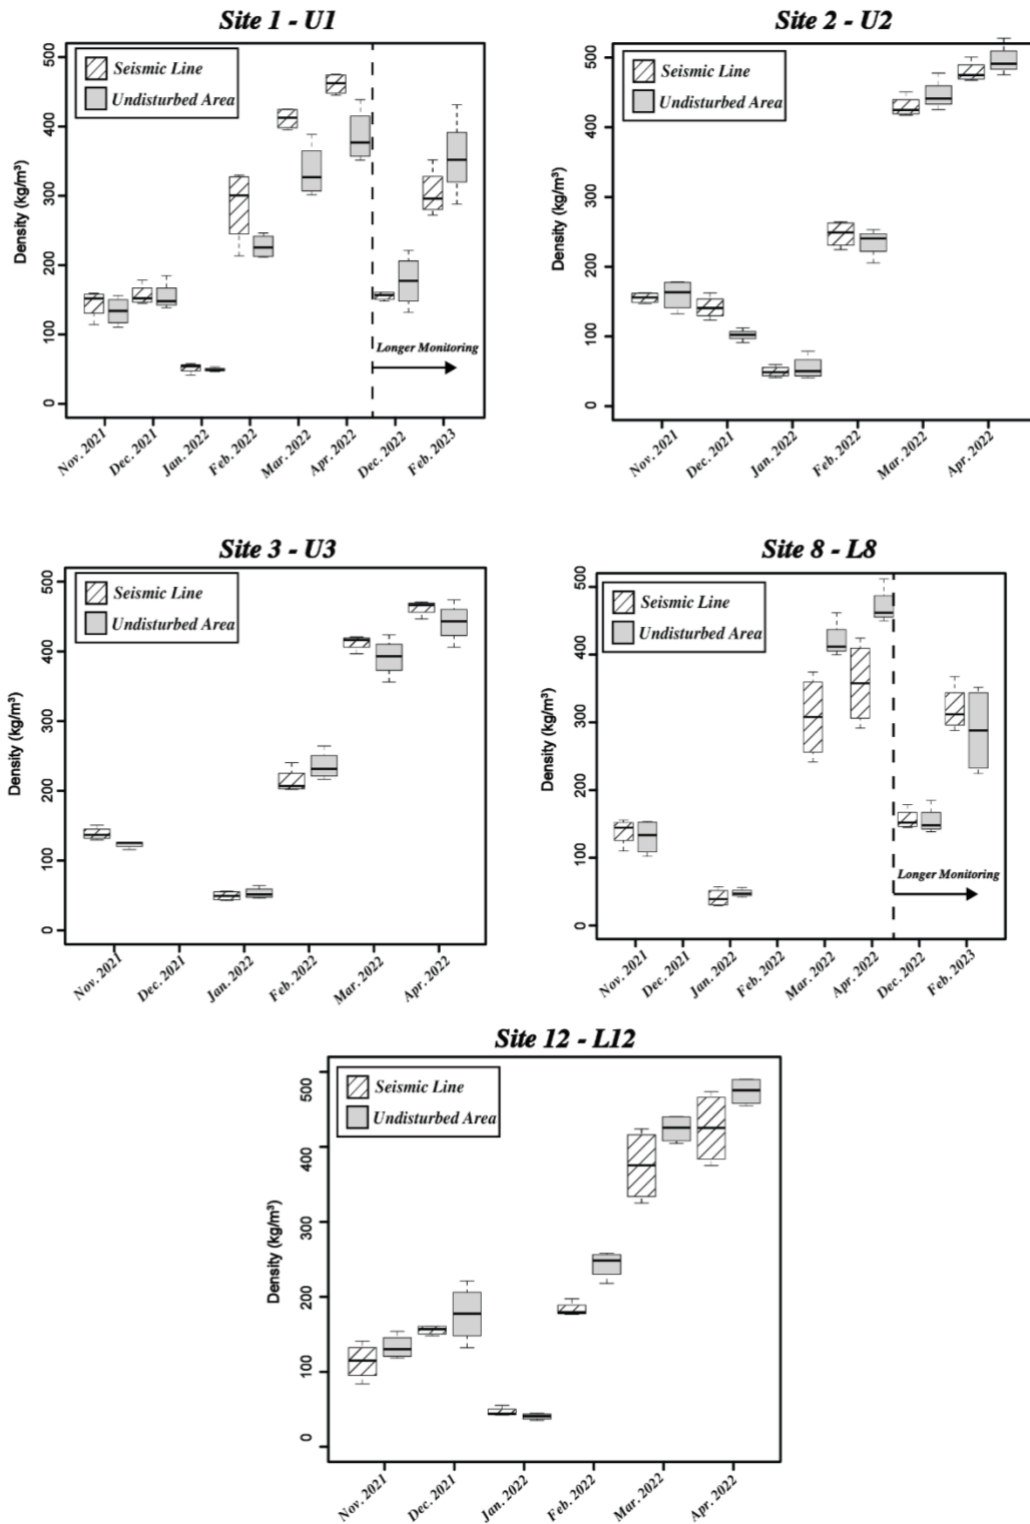 Site 1 - U1
Seismic Line
Undisturbed Area
Density (kg/m³)
500
400
300
200
100
0
Longer Monitoring
Nov. 2021
Dec. 2021
Jan. 2022
Feb. 2022
Mar. 2022
Apr. 2022
Dec. 2022
Feb. 2023
Site 2 - U2
Seismic Line
Undisturbed Area
Density (kg/m³)
500
400
300
200
100
0
Nov. 2021
Dec. 2021
Jan. 2022
Feb. 2022
Mar. 2022
Apr. 2022
Site 3 - U3
Seismic Line
Undisturbed Area
Density (kg/m³)
500
400
300
200
100
0
Nov. 2021
Dec. 2021
Jan. 2022
Feb. 2022
Mar. 2022
Apr. 2022
Site 8 - L8
Seismic Line
Undisturbed Area
Density (kg/m³)
500
400
300
200
100
0
Longer Monitoring
Nov. 2021
Dec. 2021
Jan. 2022
Feb. 2022
Mar. 2022
Apr. 2022
Dec. 2022
Feb. 2023
Site 12 - L12
Seismic Line
Undisturbed Area
Density (kg/m³)
500
400
300
200
100
0
Nov. 2021
Dec. 2021
Jan. 2022
Feb. 2022
Mar. 2022
Apr. 2022